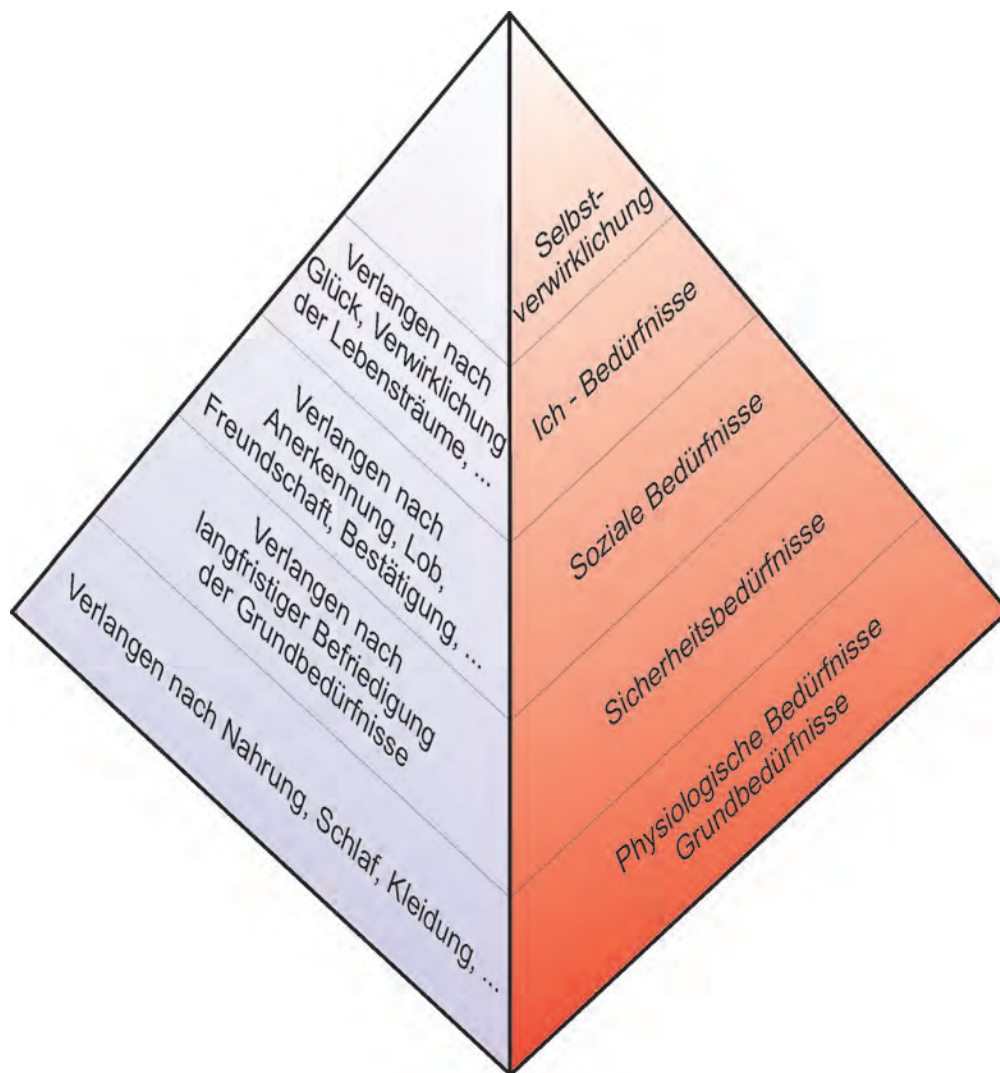 Verlangen nach
Glück, Verwirklichung
der Lebensträume, ...
Verlangen nach
Anerkennung, Lob,
Freundschaft, Bestätigung, ...
Verlangen nach
langfristiger Befriedigung
der Grundbedürfnisse
Verlangen nach Nahrung, Schlaf, Kleidung, ...
Selbst-
verwirklichung
Ich - Bedürfnisse
Soziale Bedürfnisse
Sicherheitsbedürfnisse
Physiologische Bedürfnisse
Grundbedürfnisse